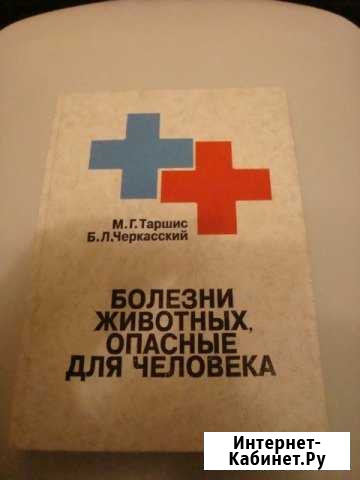 М.Г.Таршис
Б.Л.Черкасский
БОЛЕЗНИ
ЖИВОТНЫХ,
ОПАСНЫЕ
ДЛЯ ЧЕЛОВЕКА
Интернет-
Кабинет.Ру